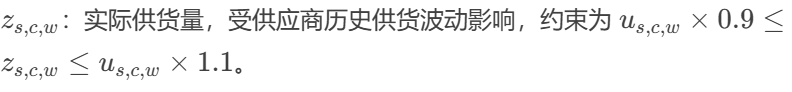 z_{s,c,w}：实际供货量，受供应商历史供货波动影响，约束为 u_{s,c,w} × 0.9 ≤
z_{s,c,w} ≤ u_{s,c,w} × 1.1。